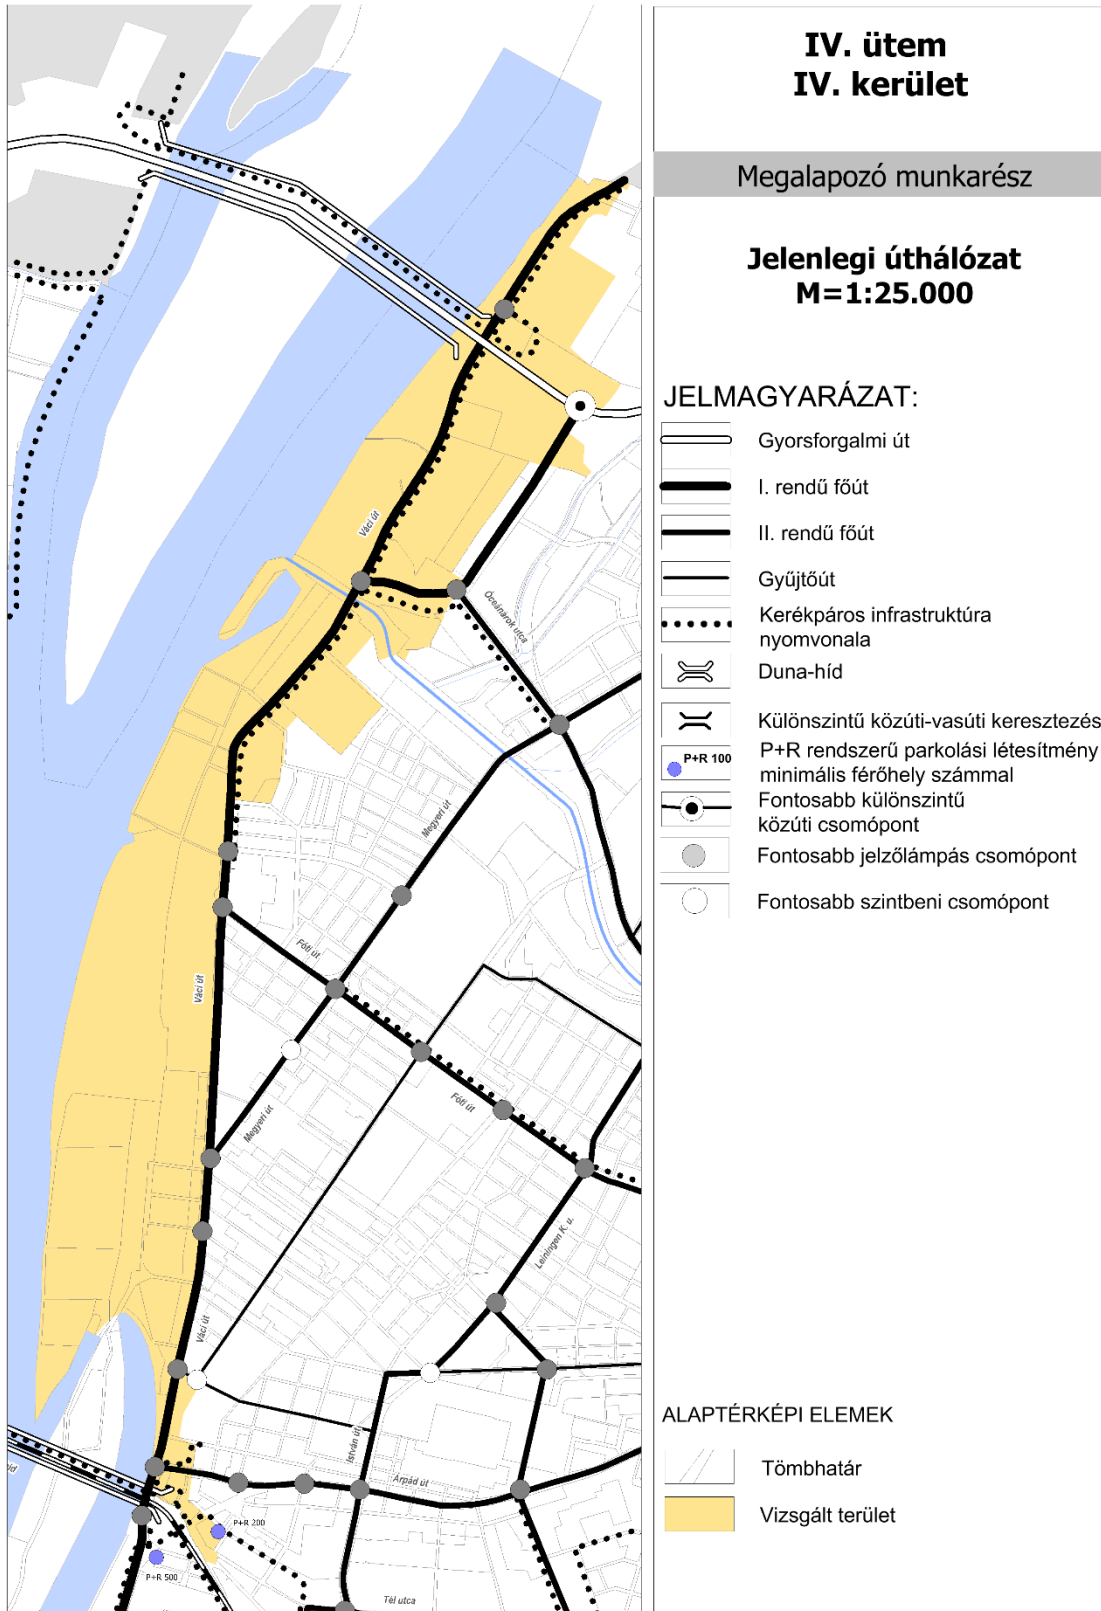 IV. ütem
IV. kerület
Megalapozó munkarész
Jelenlegi úthálózat
M=1:25.000
JELMAGYARÁZAT:
Gyorsforgalmi út
I. rendű főút
II. rendű főút
Gyűjtőút
Kerékpáros infrastruktúra
nyomvonala
Duna-híd
Különszintű közúti-vasúti keresztezés
P+R 100
P+R rendszerű parkolási létesítmény
minimális férőhely számmal
Fontosabb különszintű
közúti csomópont
Fontosabb jelzőlámpás csomópont
Fontosabb szintbeni csomópont
ALAPTÉRKÉPI ELEMEK
Tömbhatár
Vizsgált terület
Váci út
Óceánárok utca
Megyeri út
Fóti út
Váci út
Megyeri út
Fóti út
Leiningen K. u.
Váci út
István út
Árpád út
P+R 200
P+R 500
Tél utca